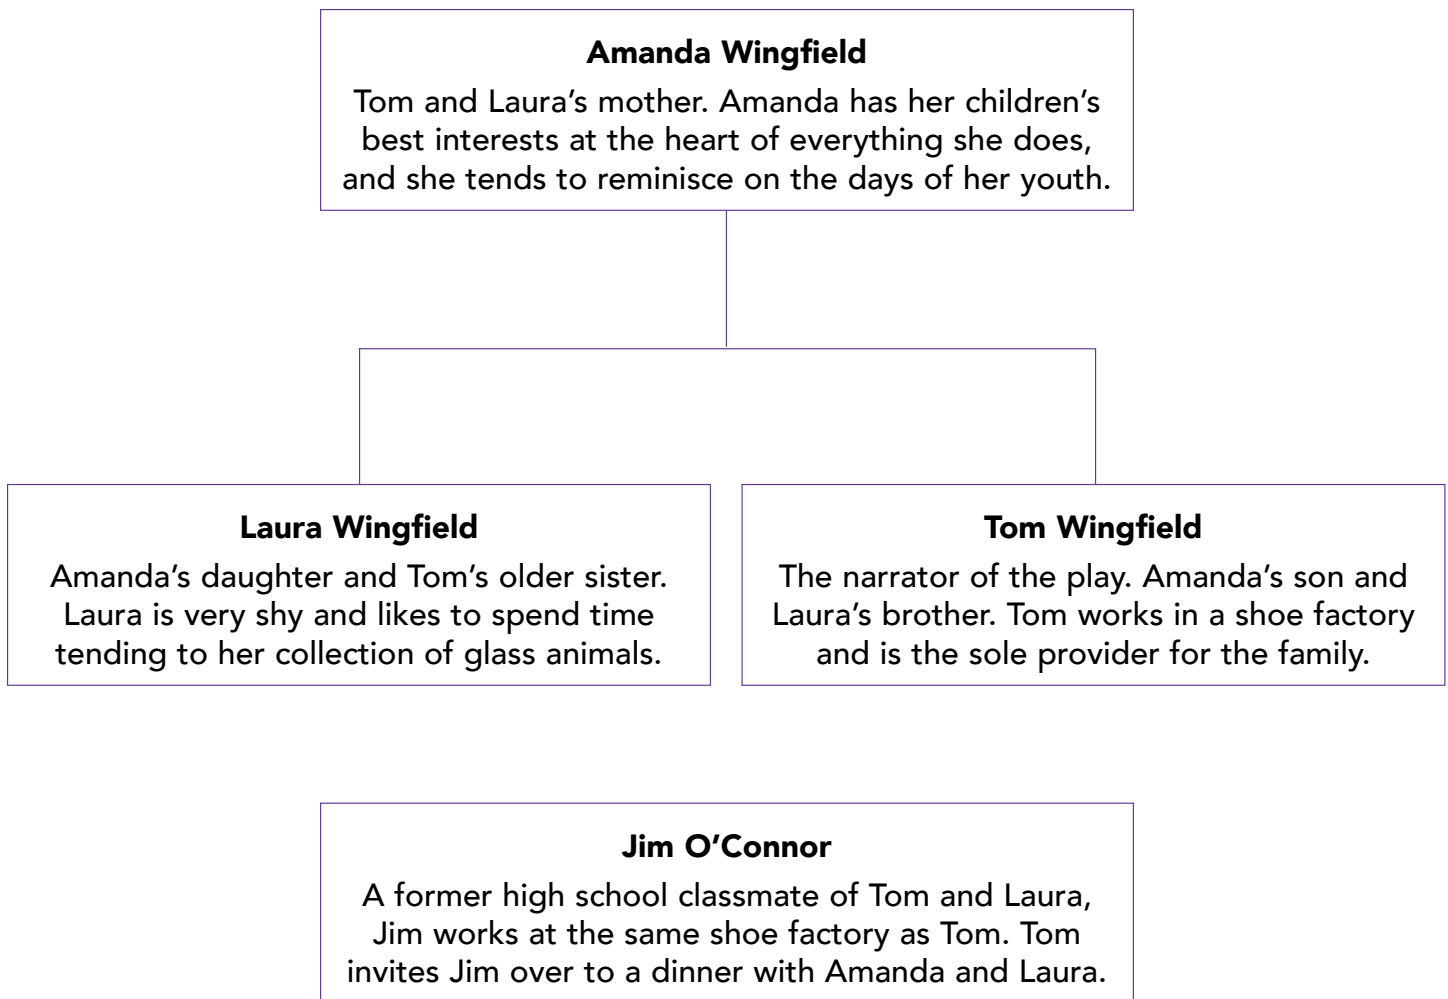 Amanda Wingfield
Tom and Laura’s mother. Amanda has her children’s
best interests at the heart of everything she does,
and she tends to reminisce on the days of her youth.
Laura Wingfield
Amanda’s daughter and Tom’s older sister.
Laura is very shy and likes to spend time
tending to her collection of glass animals.
Tom Wingfield
The narrator of the play. Amanda’s son and
Laura’s brother. Tom works in a shoe factory
and is the sole provider for the family.
Jim O’Connor
A former high school classmate of Tom and Laura,
Jim works at the same shoe factory as Tom. Tom
invites Jim over to a dinner with Amanda and Laura.